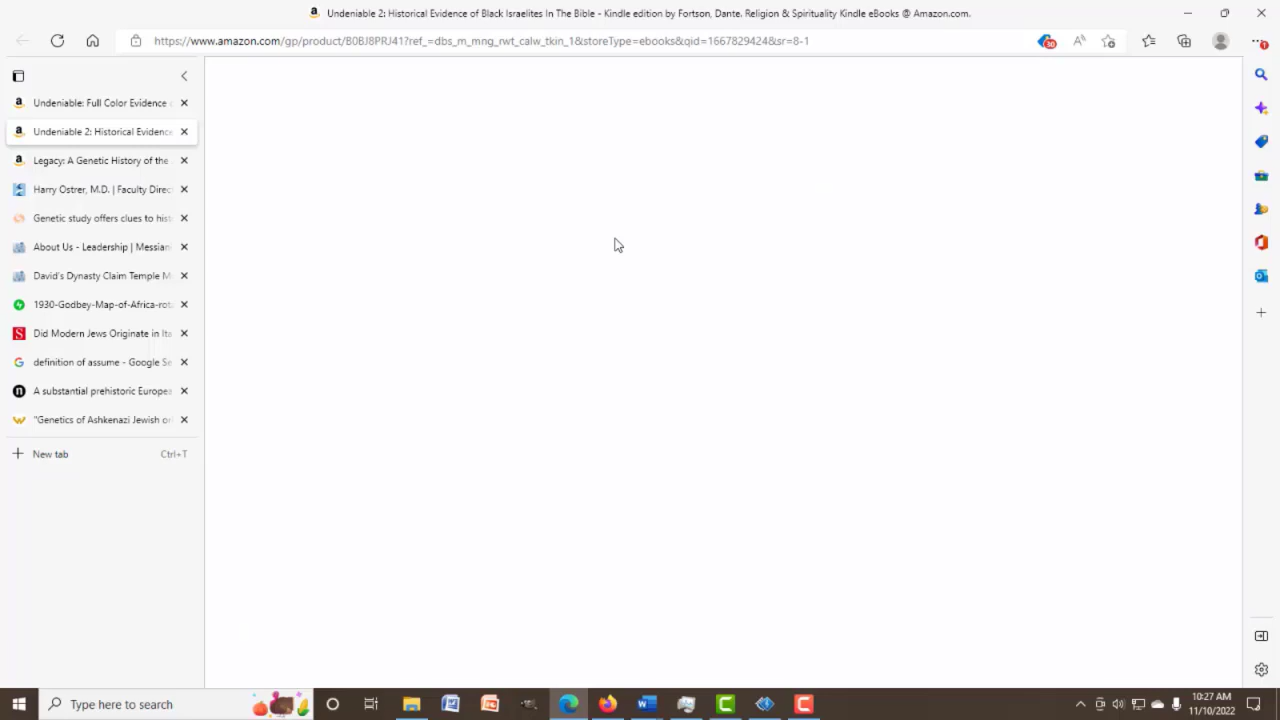 Undeniable 2: Historical Evidence of Black Israelites In The Bible - Kindle edition by Fortson, Dante. Religion & Spirituality Kindle eBooks @ Amazon.com.
https://www.amazon.com/gp/product/B0BJ8PRJ41?ref_=dbs_m_mng_rwt_calw_tkin_1&storeType=ebooks&qid=1667829424&sr=8-1
30
1
Undeniable: Full Color Evidence
Undeniable 2: Historical Evidence
Legacy: A Genetic History of the
Harry Ostrer, M.D. | Faculty Direc
Genetic study offers clues to hist
About Us - Leadership | Messian
David's Dynasty Claim Temple M
1930-Godbey-Map-of-Africa-rot
Did Modern Jews Originate in Ita
definition of assume - Google Se
A substantial prehistoric Europea
"Genetics of Ashkenazi Jewish ori
New tab Ctrl+T
Type here to search
10:27 AM
11/10/2022